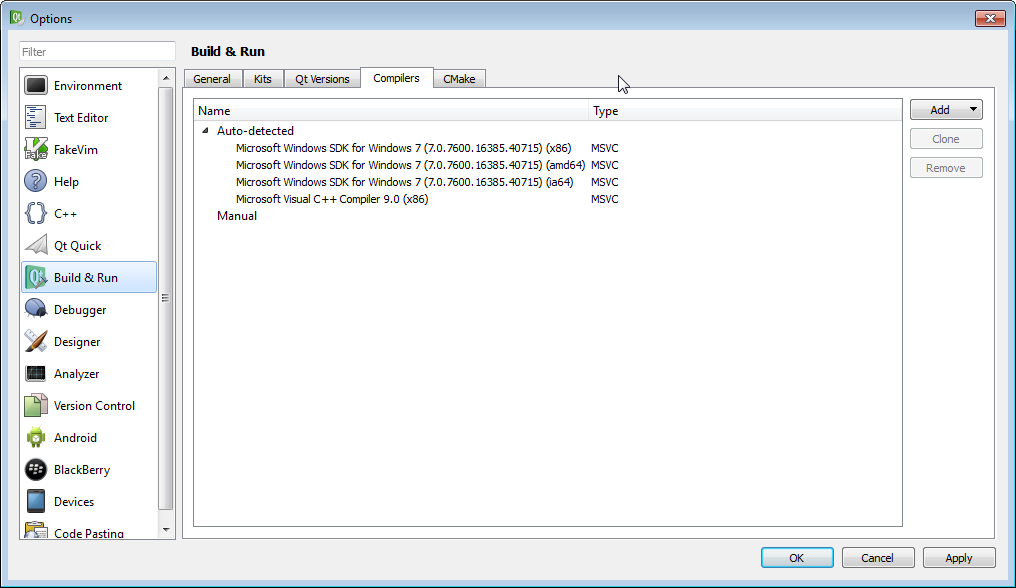 Options
Filter
Build & Run
Environment
Text Editor
FakeVim
Help
C++
Qt Quick
Build & Run
Debugger
Designer
Analyzer
Version Control
Android
BlackBerry
Devices
Code Pasting
General Kits Qt Versions Compilers CMake
Name Type
Auto-detected
Microsoft Windows SDK for Windows 7 (7.0.7600.16385.40715) (x86) MSVC
Microsoft Windows SDK for Windows 7 (7.0.7600.16385.40715) (amd64) MSVC
Microsoft Windows SDK for Windows 7 (7.0.7600.16385.40715) (ia64) MSVC
Microsoft Visual C++ Compiler 9.0 (x86) MSVC
Manual
Add
Clone
Remove
OK Cancel Apply